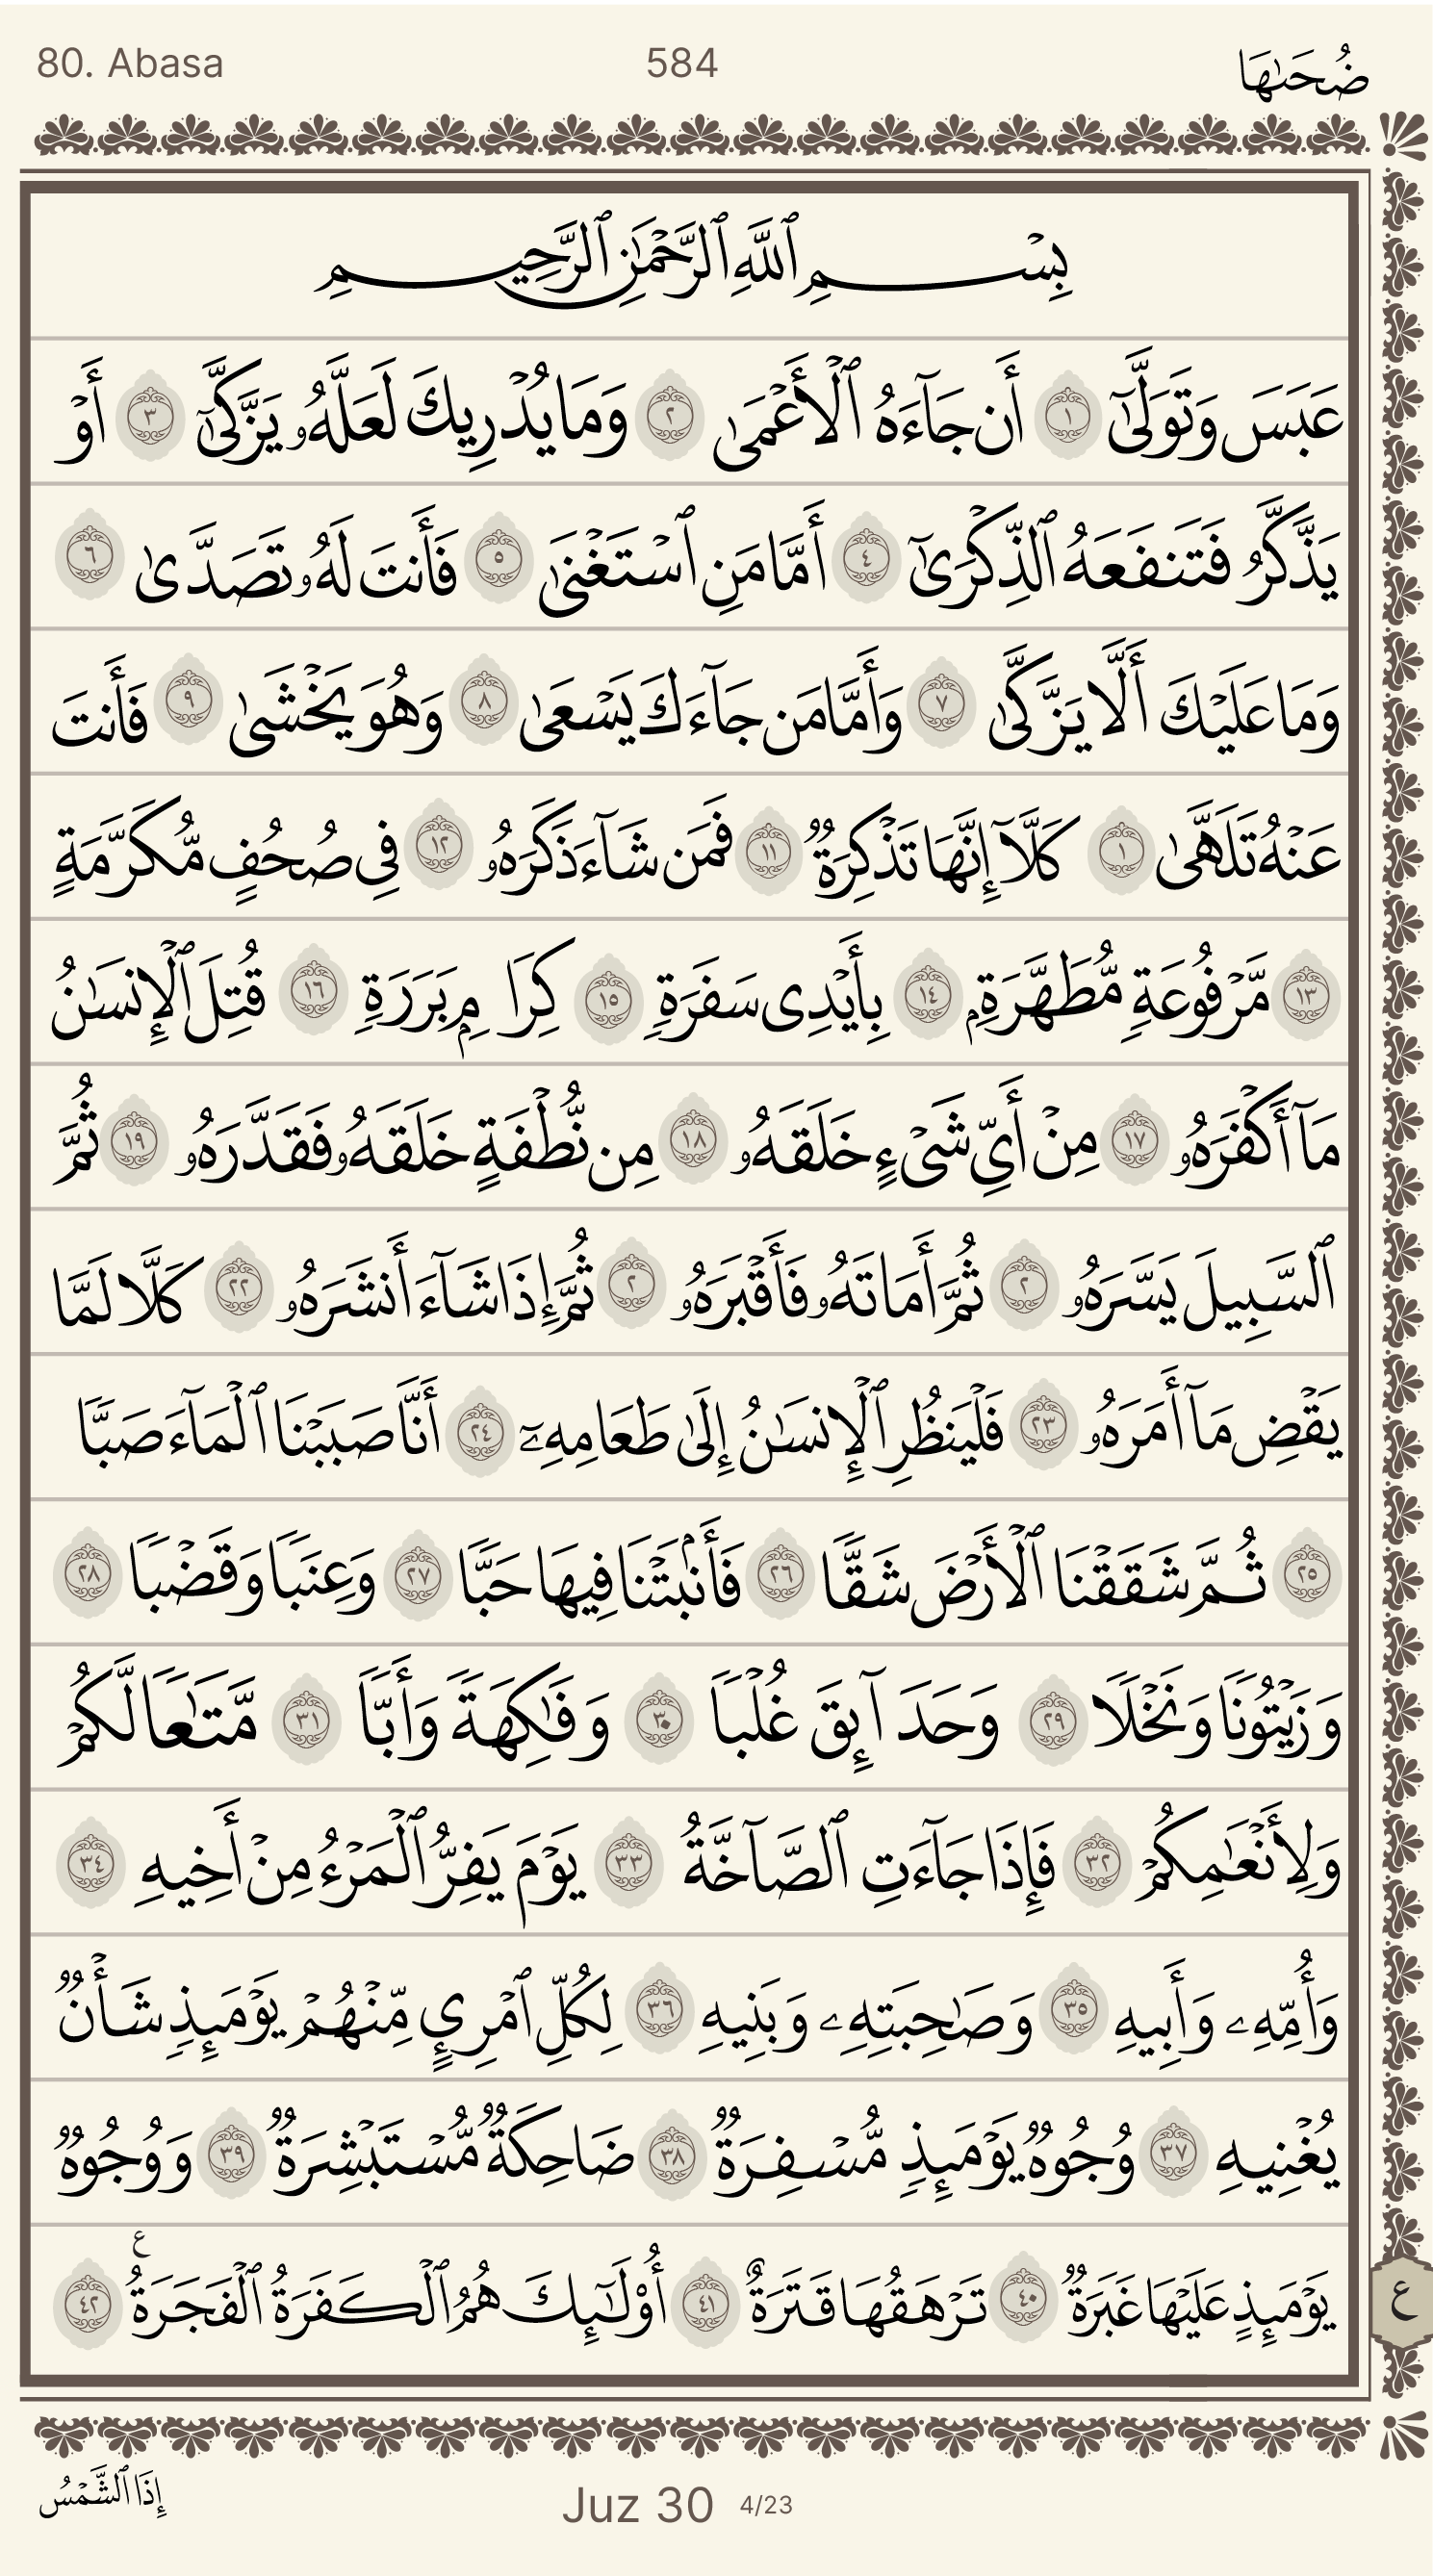 80. Abasa 584 ضُحَىٰهَا
بِسْمِ ٱللَّهِ ٱلرَّحْمَٰنِ ٱلرَّحِيمِ
عَبَسَ وَتَوَلَّىٰٓ ١ أَن جَآءَهُ ٱلْأَعْمَىٰ ٢ وَمَا يُدْرِيكَ لَعَلَّهُۥ يَزَّكَّىٰٓ ٣ أَوْ
يَذَّكَّرُ فَتَنفَعَهُ ٱلذِّكْرَىٰٓ ٤ أَمَّا مَنِ ٱسْتَغْنَىٰ ٥ فَأَنتَ لَهُۥ تَصَدَّىٰ ٦
وَمَا عَلَيْكَ أَلَّا يَزَّكَّىٰ ٧ وَأَمَّا مَن جَآءَكَ يَسْعَىٰ ٨ وَهُوَ يَخْشَىٰ ٩ فَأَنتَ
عَنْهُ تَلَهَّىٰ ١ كَلَّآ إِنَّهَا تَذْكِرَةٌ ١١ فَمَن شَآءَ ذَكَرَهُۥ ١٢ فِى صُحُفٍ مُّكَرَّمَةٍ
١٣ مَّرْفُوعَةٍ مُّطَهَّرَةٍۭ ١٤ بِأَيْدِى سَفَرَةٍ ١٥ كِرَامٍۭ بَرَرَةٍ ١٦ قُتِلَ ٱلْإِنسَٰنُ
مَآ أَكْفَرَهُۥ ١٧ مِنْ أَىِّ شَىْءٍ خَلَقَهُۥ ١٨ مِن نُّطْفَةٍ خَلَقَهُۥ فَقَدَّرَهُۥ ١٩ ثُمَّ
ٱلسَّبِيلَ يَسَّرَهُۥ ٢ ثُمَّ أَمَاتَهُۥ فَأَقْبَرَهُۥ ٢ ثُمَّ إِذَا شَآءَ أَنشَرَهُۥ ٢٢ كَلَّا لَمَّا
يَقْضِ مَآ أَمَرَهُۥ ٢٣ فَلْيَنظُرِ ٱلْإِنسَٰنُ إِلَىٰ طَعَامِهِۦٓ ٢٤ أَنَّا صَبَبْنَا ٱلْمَآءَ صَبًّا
٢٥ ثُمَّ شَقَقْنَا ٱلْأَرْضَ شَقًّا ٢٦ فَأَنۢبَتْنَا فِيهَا حَبًّا ٢٧ وَعِنَبًا وَقَضْبًا ٢٨
وَزَيْتُونًا وَنَخْلًا ٢٩ وَحَدَآئِقَ غُلْبًا ٣٠ وَفَٰكِهَةً وَأَبًّا ٣١ مَّتَٰعًا لَّكُمْ
وَلِأَنْعَٰمِكُمْ ٣٢ فَإِذَا جَآءَتِ ٱلصَّآخَّةُ ٣٣ يَوْمَ يَفِرُّ ٱلْمَرْءُ مِنْ أَخِيهِ ٣٤
وَأُمِّهِۦ وَأَبِيهِ ٣٥ وَصَٰحِبَتِهِۦ وَبَنِيهِ ٣٦ لِكُلِّ ٱمْرِئٍ مِّنْهُمْ يَوْمَئِذٍ شَأْنٌ
يُغْنِيهِ ٣٧ وُجُوهٌ يَوْمَئِذٍ مُّسْفِرَةٌ ٣٨ ضَاحِكَةٌ مُّسْتَبْشِرَةٌ ٣٩ وَوُجُوهٌ
يَوْمَئِذٍ عَلَيْهَا غَبَرَةٌ ٤٠ تَرْهَقُهَا قَتَرَةٌ ٤١ أُو۟لَٰٓئِكَ هُمُ ٱلْكَفَرَةُ ٱلْفَجَرَةُ ع ٤٢
ع
إِذَا ٱلشَّمْسُ
Juz 30 4/23